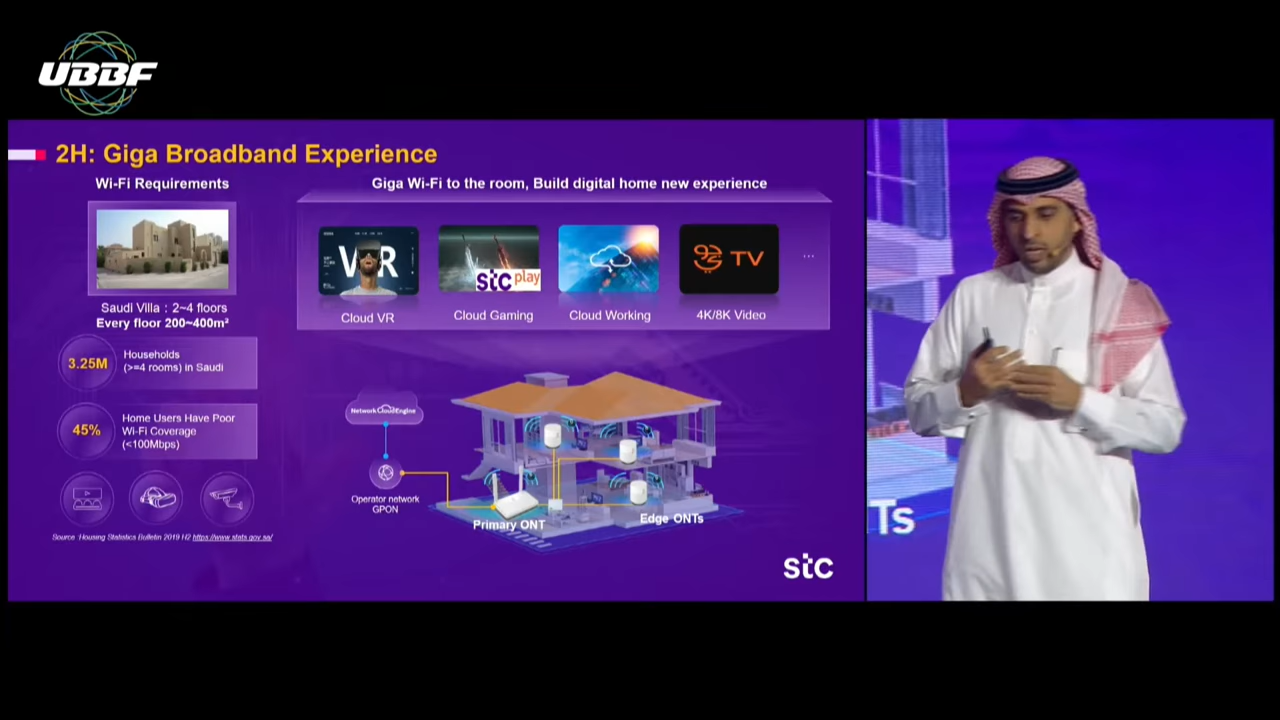 UBBF
2H: Giga Broadband Experience
Wi-Fi Requirements
Saudi Villa : 2~4 floors
Every floor 200~400m²
3.25M
Households
(>=4 rooms) in Saudi
45%
Home Users Have Poor
Wi-Fi Coverage
(<100Mbps)
Source Housing Statistics Bulletin 2019 H2 https://www.stats.gov.sa/
Giga Wi-Fi to the room, Build digital home new experience
VR
Cloud VR
stc play
Cloud Gaming
Cloud Working
TV
4K/8K Video
...
NetworkCloudEngine
Operator network
GPON
Primary ONT
Edge ONTs
stc
Ts